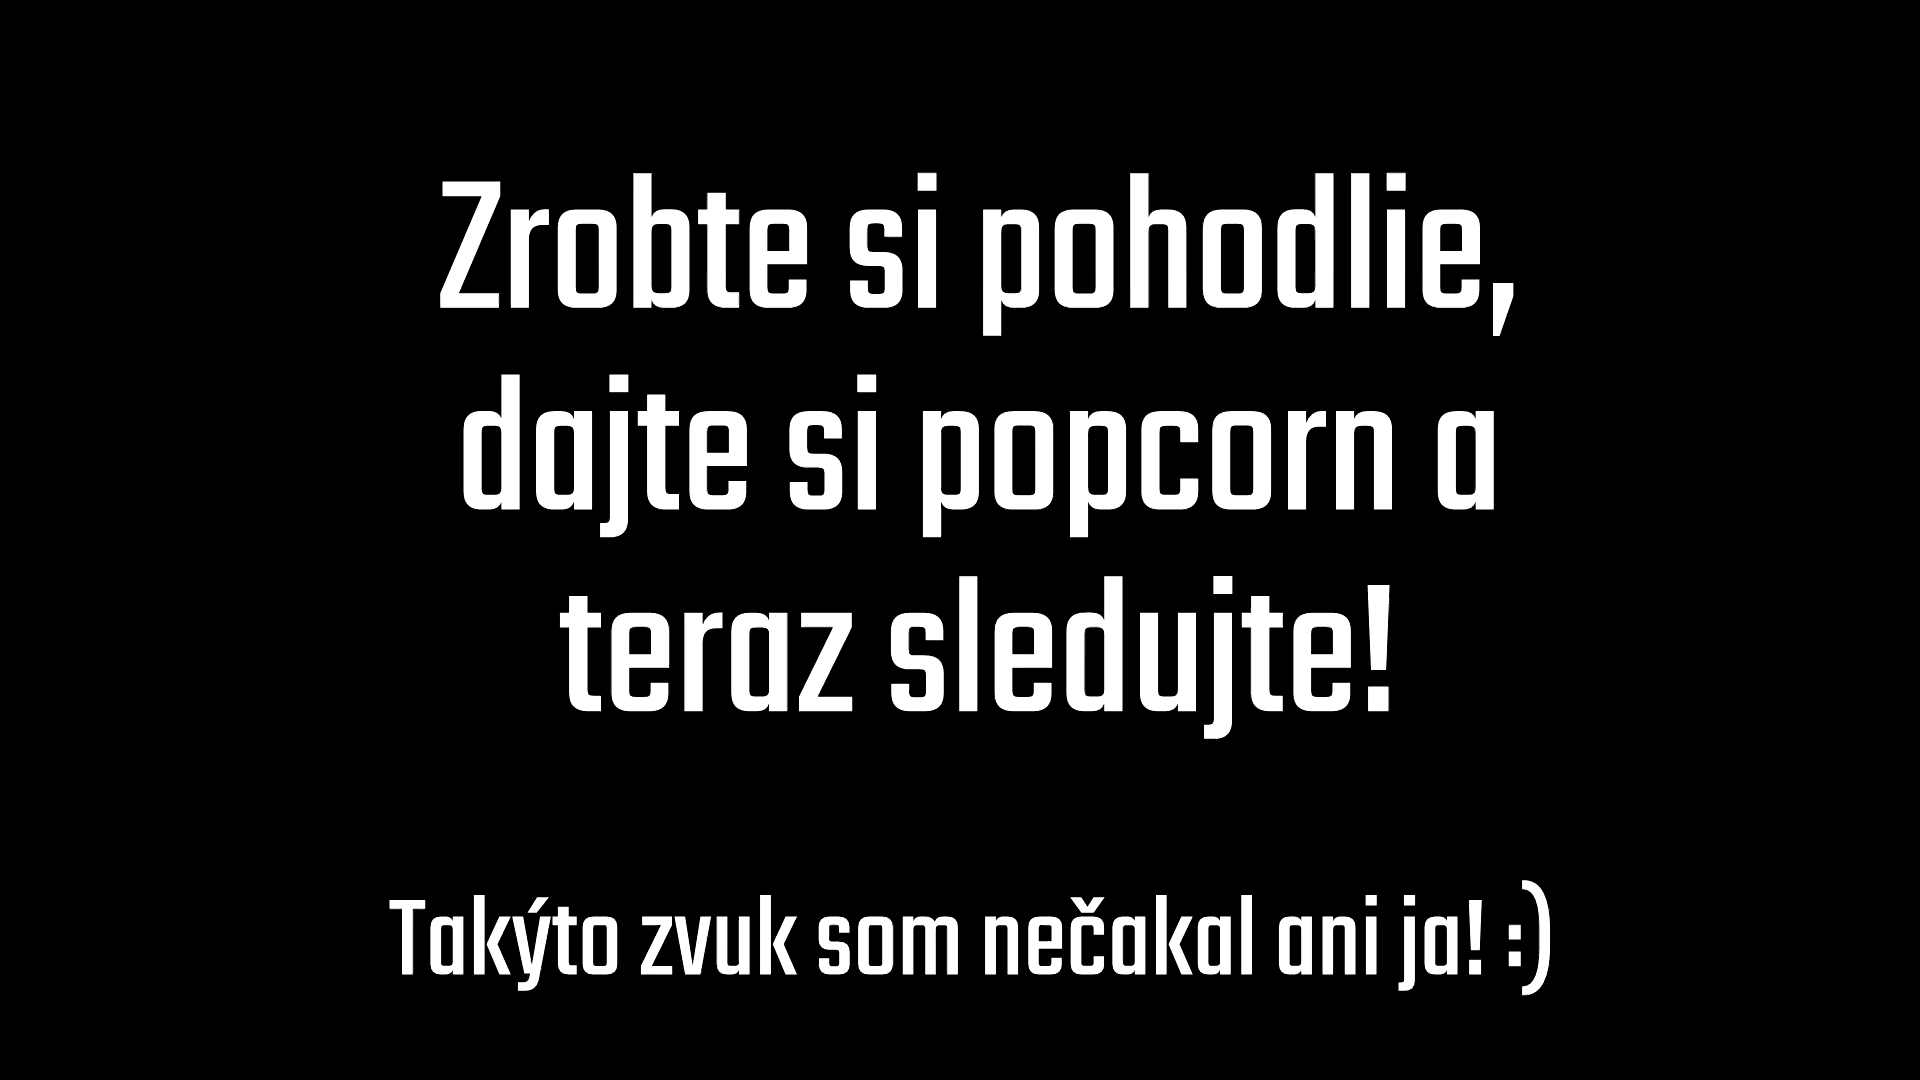 Zrobte si pohodlie,
dajte si popcorn a
teraz sledujte!
Takýto zvuk som nečakal ani ja! :)